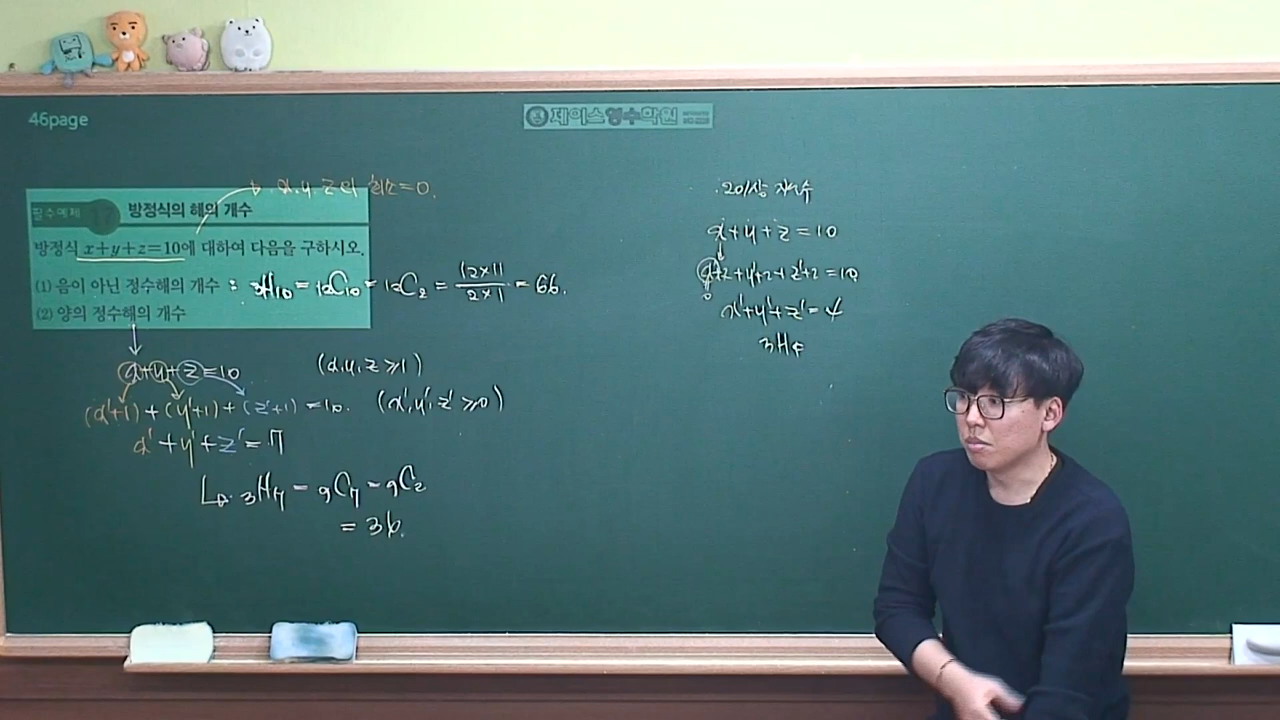 46page
제이스영수학원
x, y, z의 최소=0.
필수예제 17 방정식의 해의 개수
방정식 x+y+z=10에 대하여 다음을 구하시오.
(1) 음이 아닌 정수해의 개수 : ₃H₁₀ = ₁₂C₁₀ = ₁₂C₂ = (12×11)/(2×1) = 66.
(2) 양의 정수해의 개수
x+y+z=10 (x, y, z ≥ 1)
(x'+1)+(y'+1)+(z'+1)=10. (x', y', z' ≥ 0)
x'+y'+z'=7
₃H₇ = ₉C₇ = ₉C₂
= 36.
2이상 자연수
x+y+z=10
x'+2+y'+2+z'+2=10
0
x'+y'+z'=4
₃H₄